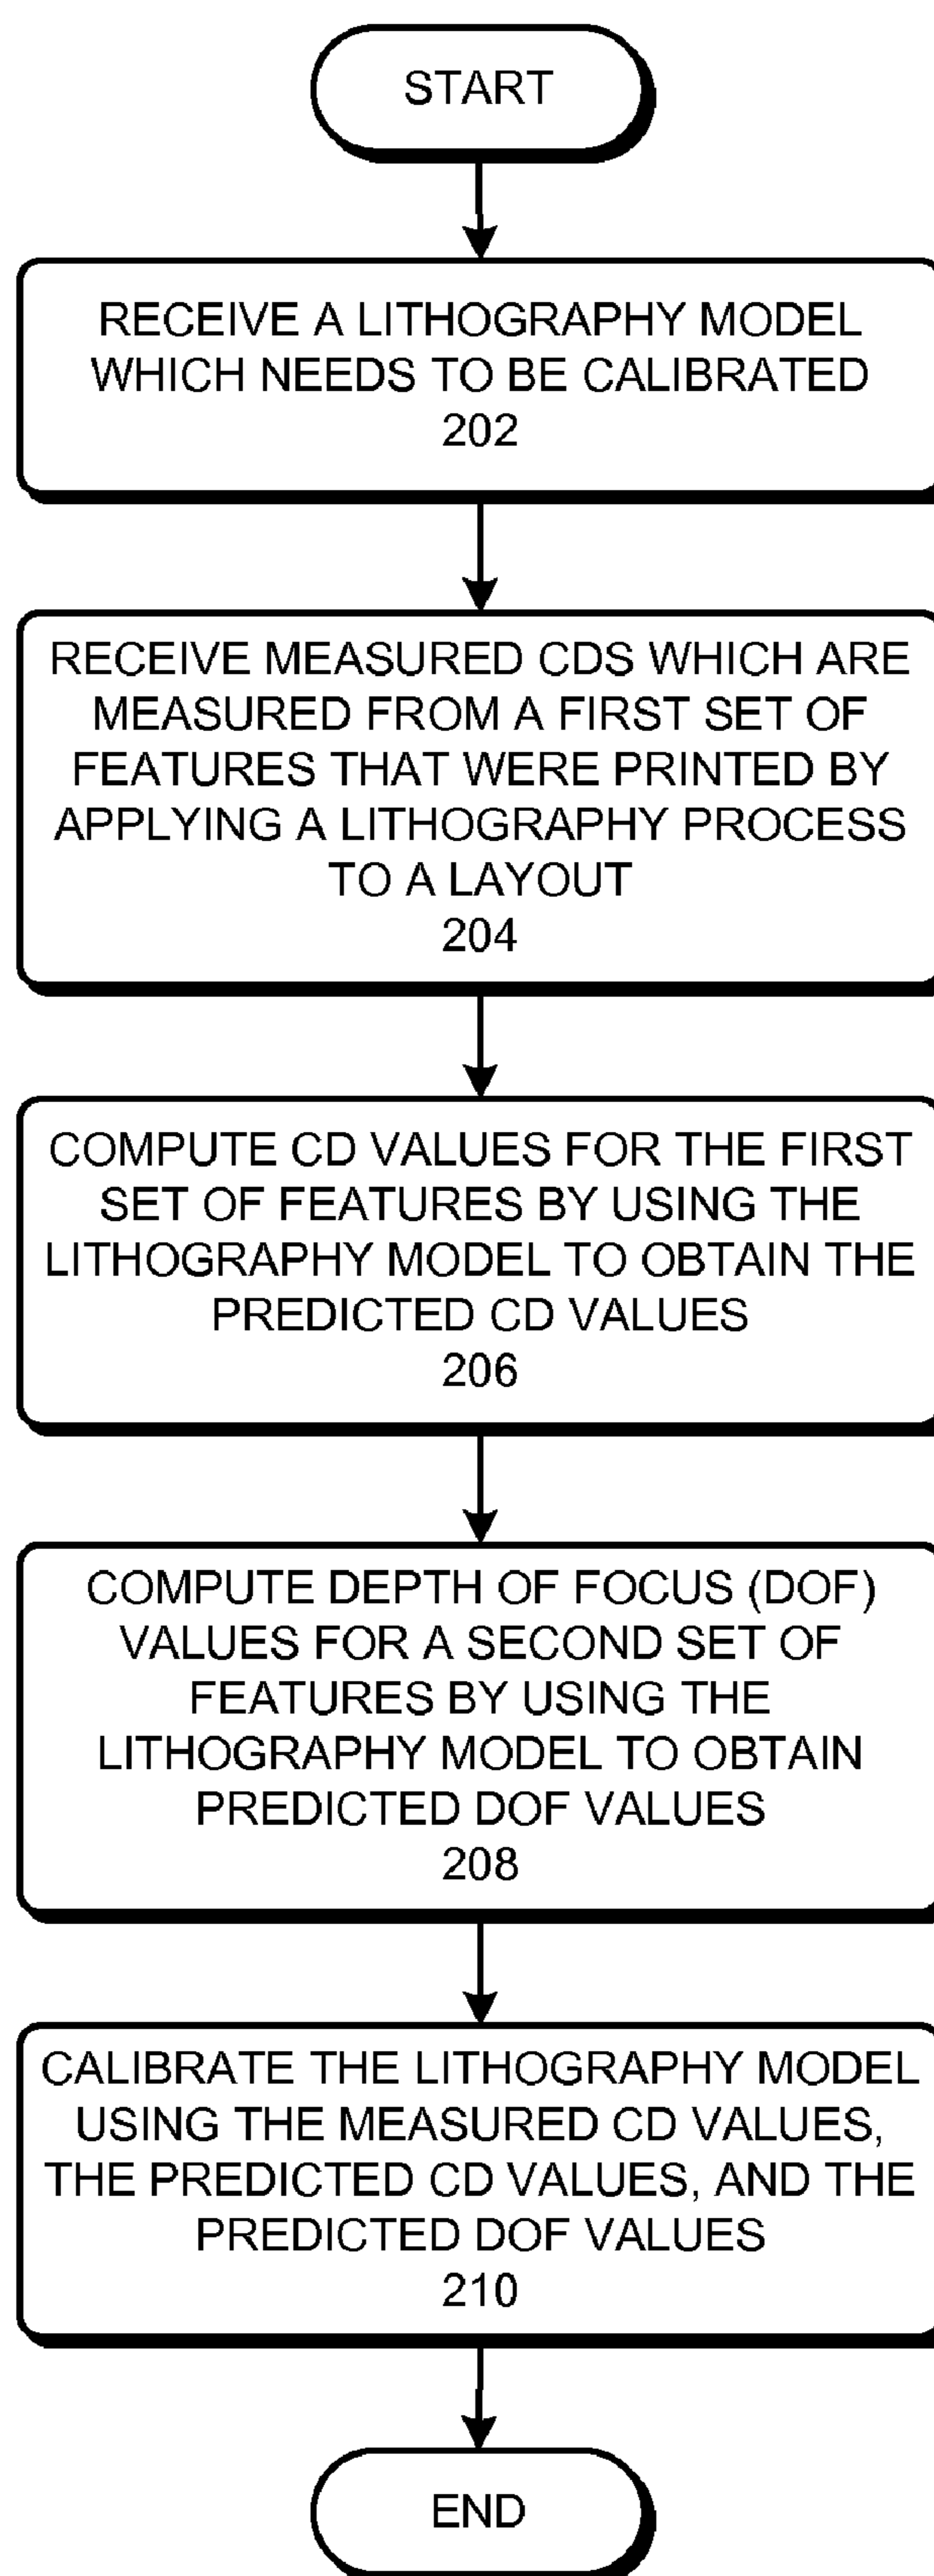 START
RECEIVE A LITHOGRAPHY MODEL
WHICH NEEDS TO BE CALIBRATED
202
RECEIVE MEASURED CDS WHICH ARE
MEASURED FROM A FIRST SET OF
FEATURES THAT WERE PRINTED BY
APPLYING A LITHOGRAPHY PROCESS
TO A LAYOUT
204
COMPUTE CD VALUES FOR THE FIRST
SET OF FEATURES BY USING THE
LITHOGRAPHY MODEL TO OBTAIN THE
PREDICTED CD VALUES
206
COMPUTE DEPTH OF FOCUS (DOF)
VALUES FOR A SECOND SET OF
FEATURES BY USING THE
LITHOGRAPHY MODEL TO OBTAIN
PREDICTED DOF VALUES
208
CALIBRATE THE LITHOGRAPHY MODEL
USING THE MEASURED CD VALUES,
THE PREDICTED CD VALUES, AND THE
PREDICTED DOF VALUES
210
END